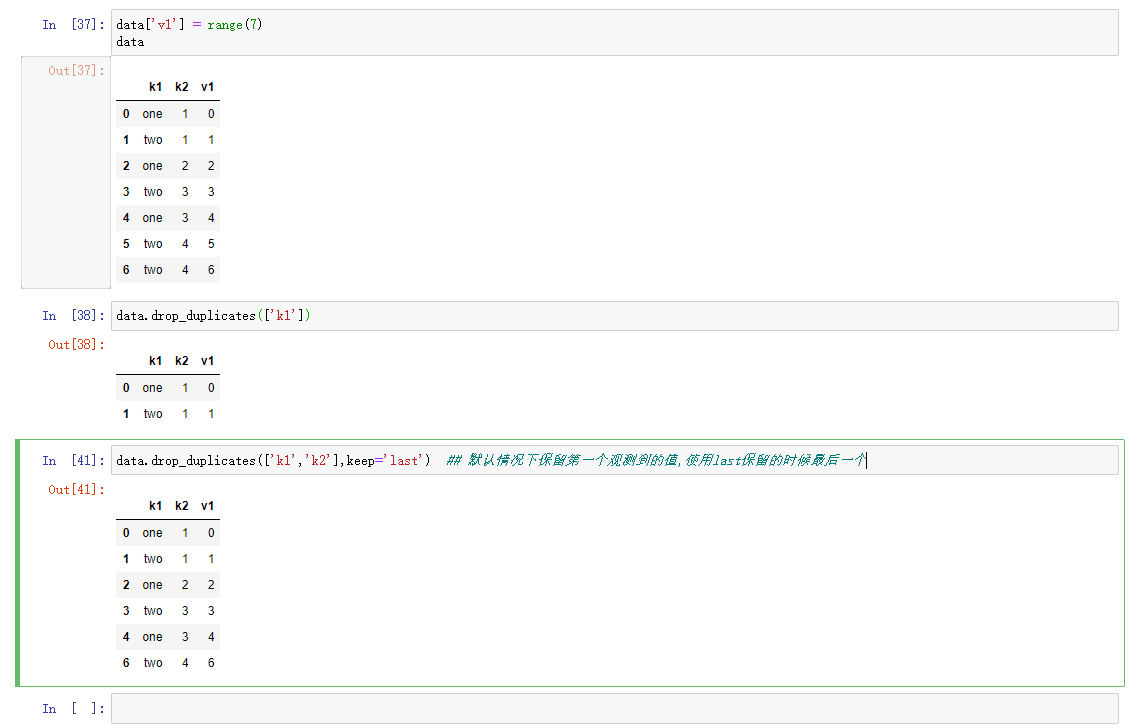 In [37]: data['v1'] = range(7)
data
Out[37]:
k1 k2 v1
0 one 1 0
1 two 1 1
2 one 2 2
3 two 3 3
4 one 3 4
5 two 4 5
6 two 4 6
In [38]: data.drop_duplicates(['k1'])
Out[38]:
k1 k2 v1
0 one 1 0
1 two 1 1
In [41]: data.drop_duplicates(['k1','k2'],keep='last') ## 默认情况下保留第一个观测到的值,使用last保留的时候最后一个
Out[41]:
k1 k2 v1
0 one 1 0
1 two 1 1
2 one 2 2
3 two 3 3
4 one 3 4
6 two 4 6
In [ ]: